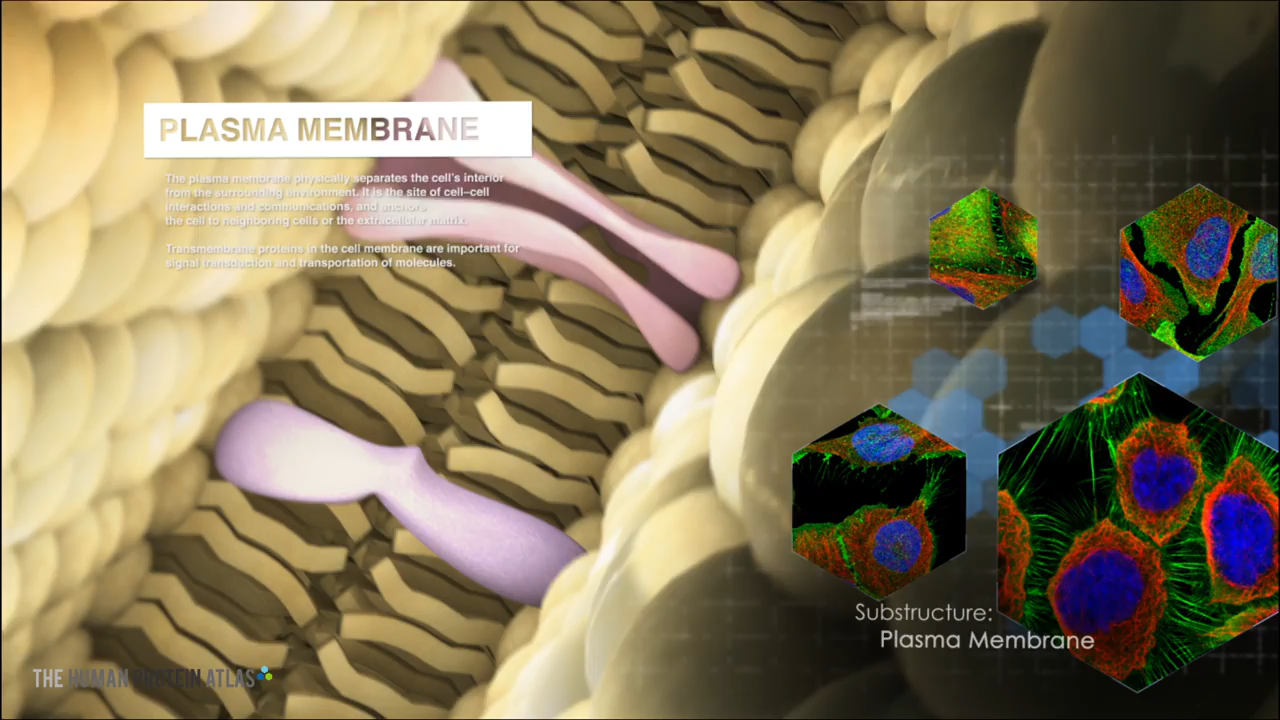 PLASMA MEMBRANE
The plasma membrane physically separates the cell's interior
from the surrounding environment. It is the site of cell–cell
interactions and communications, and anchors
the cell to neighboring cells or the extracellular matrix.
Transmembrane proteins in the cell membrane are important for
signal transduction and transportation of molecules.
Substructure:
Plasma Membrane
THE HUMAN PROTEIN ATLAS